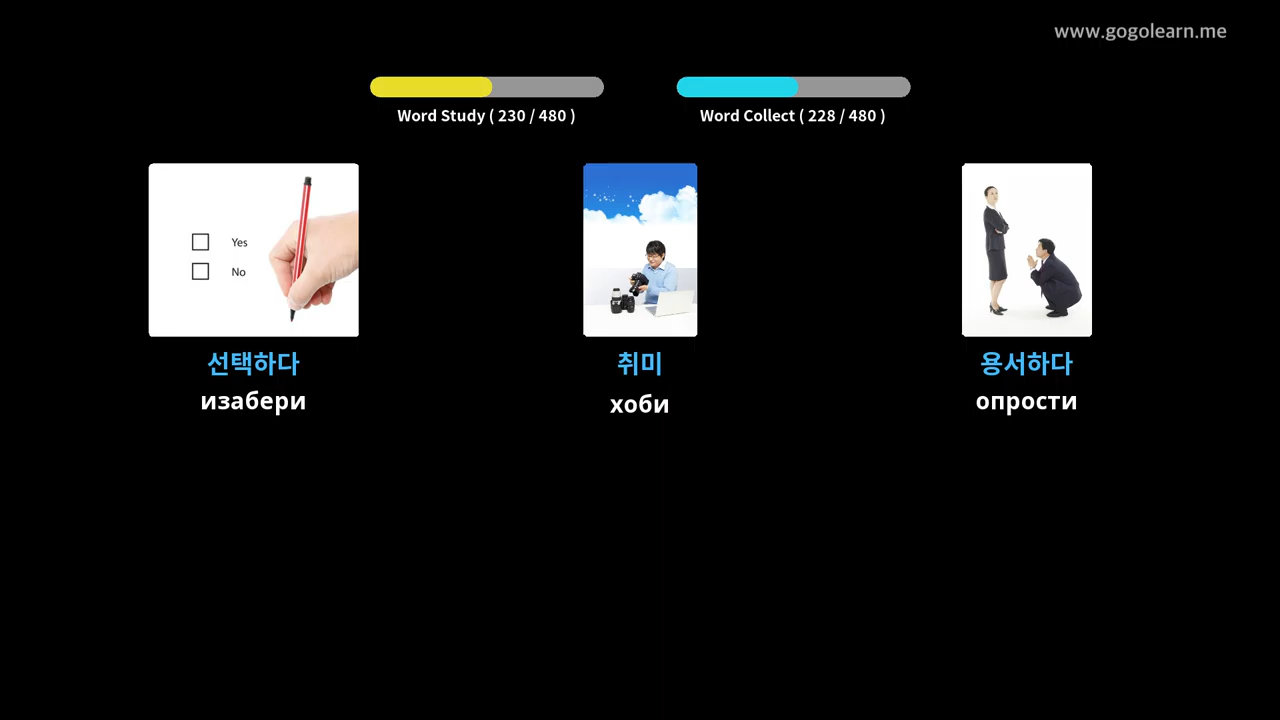 www.gogolearn.me
Word Study ( 230 / 480 )
Word Collect ( 228 / 480 )
Yes
No
선택하다
취미
용서하다
изабери
хоби
опрости